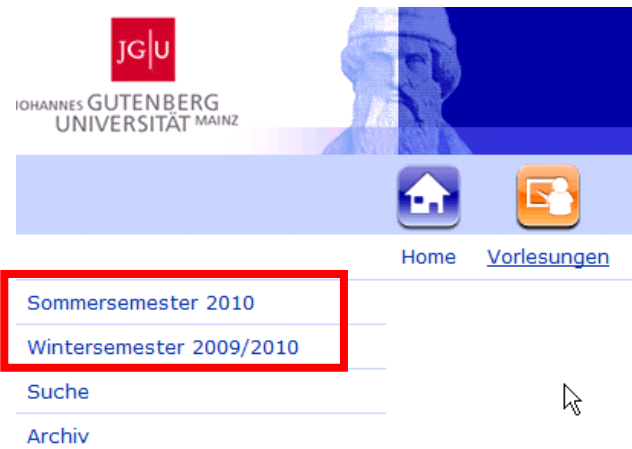 JG|U
JOHANNES GUTENBERG
UNIVERSITÄT MAINZ
Home Vorlesungen
Sommersemester 2010
Wintersemester 2009/2010
Suche
Archiv